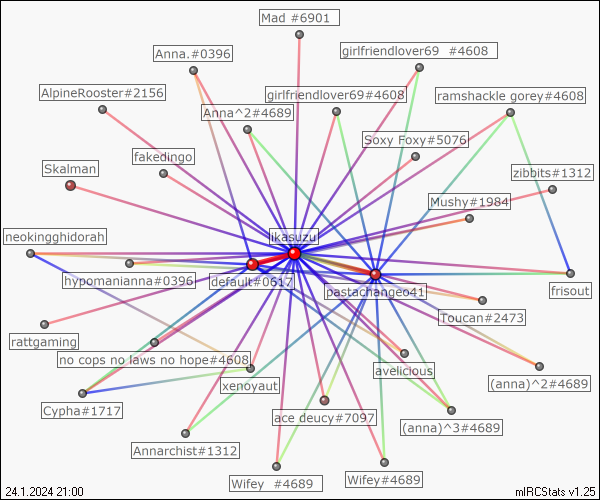 Mad #6901
Anna.#0396
girlfriendlover69 #4608
AlpineRooster#2156
girlfriendlover69#4608
ramshackle gorey#4608
Anna^2#4689
Soxy Foxy#5076
fakedingo
Skalman
zibbits#1312
Mushy#1984
neokingghidorah
ikasuzu
hypomanianna#0396
default#0617
pastachangeo41
frisout
Toucan#2473
rattgaming
no cops no laws no hope#4608
avelicious
xenoyaut
(anna)^2#4689
Cypha#1717
ace deucy#7097
(anna)^3#4689
Annarchist#1312
Wifey #4689
Wifey#4689
24.1.2024 21:00
mIRCStats v1.25